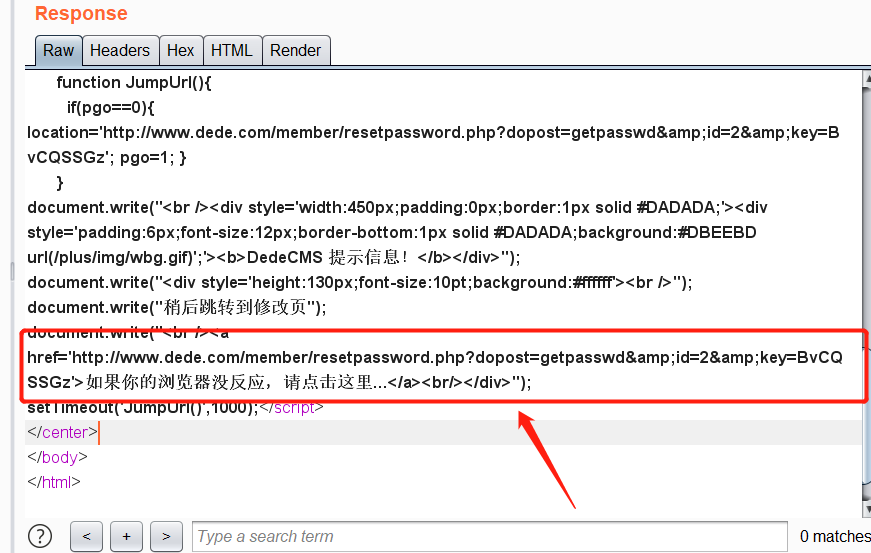 Response
Raw Headers Hex HTML Render
function JumpUrl(){
if(pgo==0){
location='http://www.dede.com/member/resetpassword.php?dopost=getpasswd&amp;id=2&amp;key=B
vCQSSGz'; pgo=1; }
}
document.write("<br /><div style='width:450px;padding:0px;border:1px solid #DADADA;'><div
style='padding:6px;font-size:12px;border-bottom:1px solid #DADADA;background:#DBEEBD
url(/plus/img/wbg.gif)';'><b>DedeCMS 提示信息！</b></div>");
document.write("<div style='height:130px;font-size:10pt;background:#ffffff'><br />");
document.write("稍后跳转到修改页");
document.write("<br /><a
href='http://www.dede.com/member/resetpassword.php?dopost=getpasswd&amp;id=2&amp;key=BvCQ
SSGz'>如果你的浏览器没反应，请点击这里...</a><br/></div>");
setTimeout('JumpUrl()',1000);</script>
</center>
</body>
</html>
? < + > Type a search term 0 matches